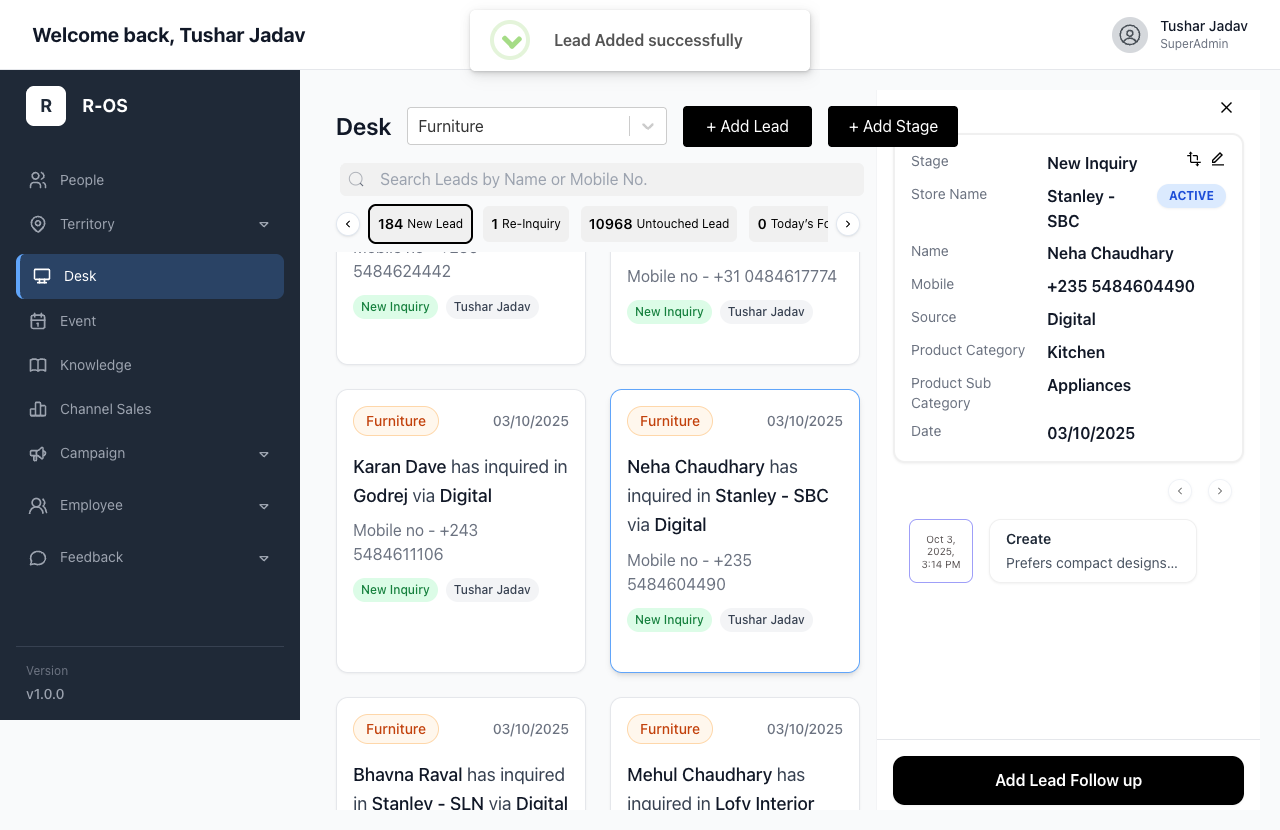 Welcome back, Tushar Jadav
Lead Added successfully
Tushar Jadav
SuperAdmin
R
R-OS
People
Territory
Desk
Event
Knowledge
Channel Sales
Campaign
Employee
Feedback
Version
v1.0.0
Desk
Furniture
+ Add Lead
+ Add Stage
Search Leads by Name or Mobile No.
184 New Lead
1 Re-Inquiry
10968 Untouched Lead
0 Today's Fo
5484624442
New Inquiry
Tushar Jadav
Mobile no - +31 0484617774
New Inquiry
Tushar Jadav
Furniture
03/10/2025
Karan Dave has inquired in
Godrej via Digital
Mobile no - +243
5484611106
New Inquiry
Tushar Jadav
Furniture
03/10/2025
Neha Chaudhary has
inquired in Stanley - SBC
via Digital
Mobile no - +235
5484604490
New Inquiry
Tushar Jadav
Furniture
03/10/2025
Bhavna Raval has inquired
in Stanley - SLN via Digital
Furniture
03/10/2025
Mehul Chaudhary has
inquired in Lofy Interior
Stage
New Inquiry
Store Name
Stanley -
SBC
ACTIVE
Name
Neha Chaudhary
Mobile
+235 5484604490
Source
Digital
Product Category
Kitchen
Product Sub
Category
Appliances
Date
03/10/2025
Oct 3,
2025,
3:14 PM
Create
Prefers compact designs...
Add Lead Follow up